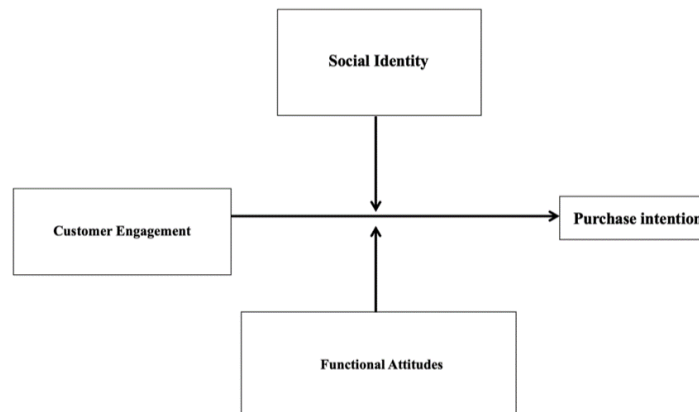 Social Identity
Customer Engagement
Purchase intention
Functional Attitudes